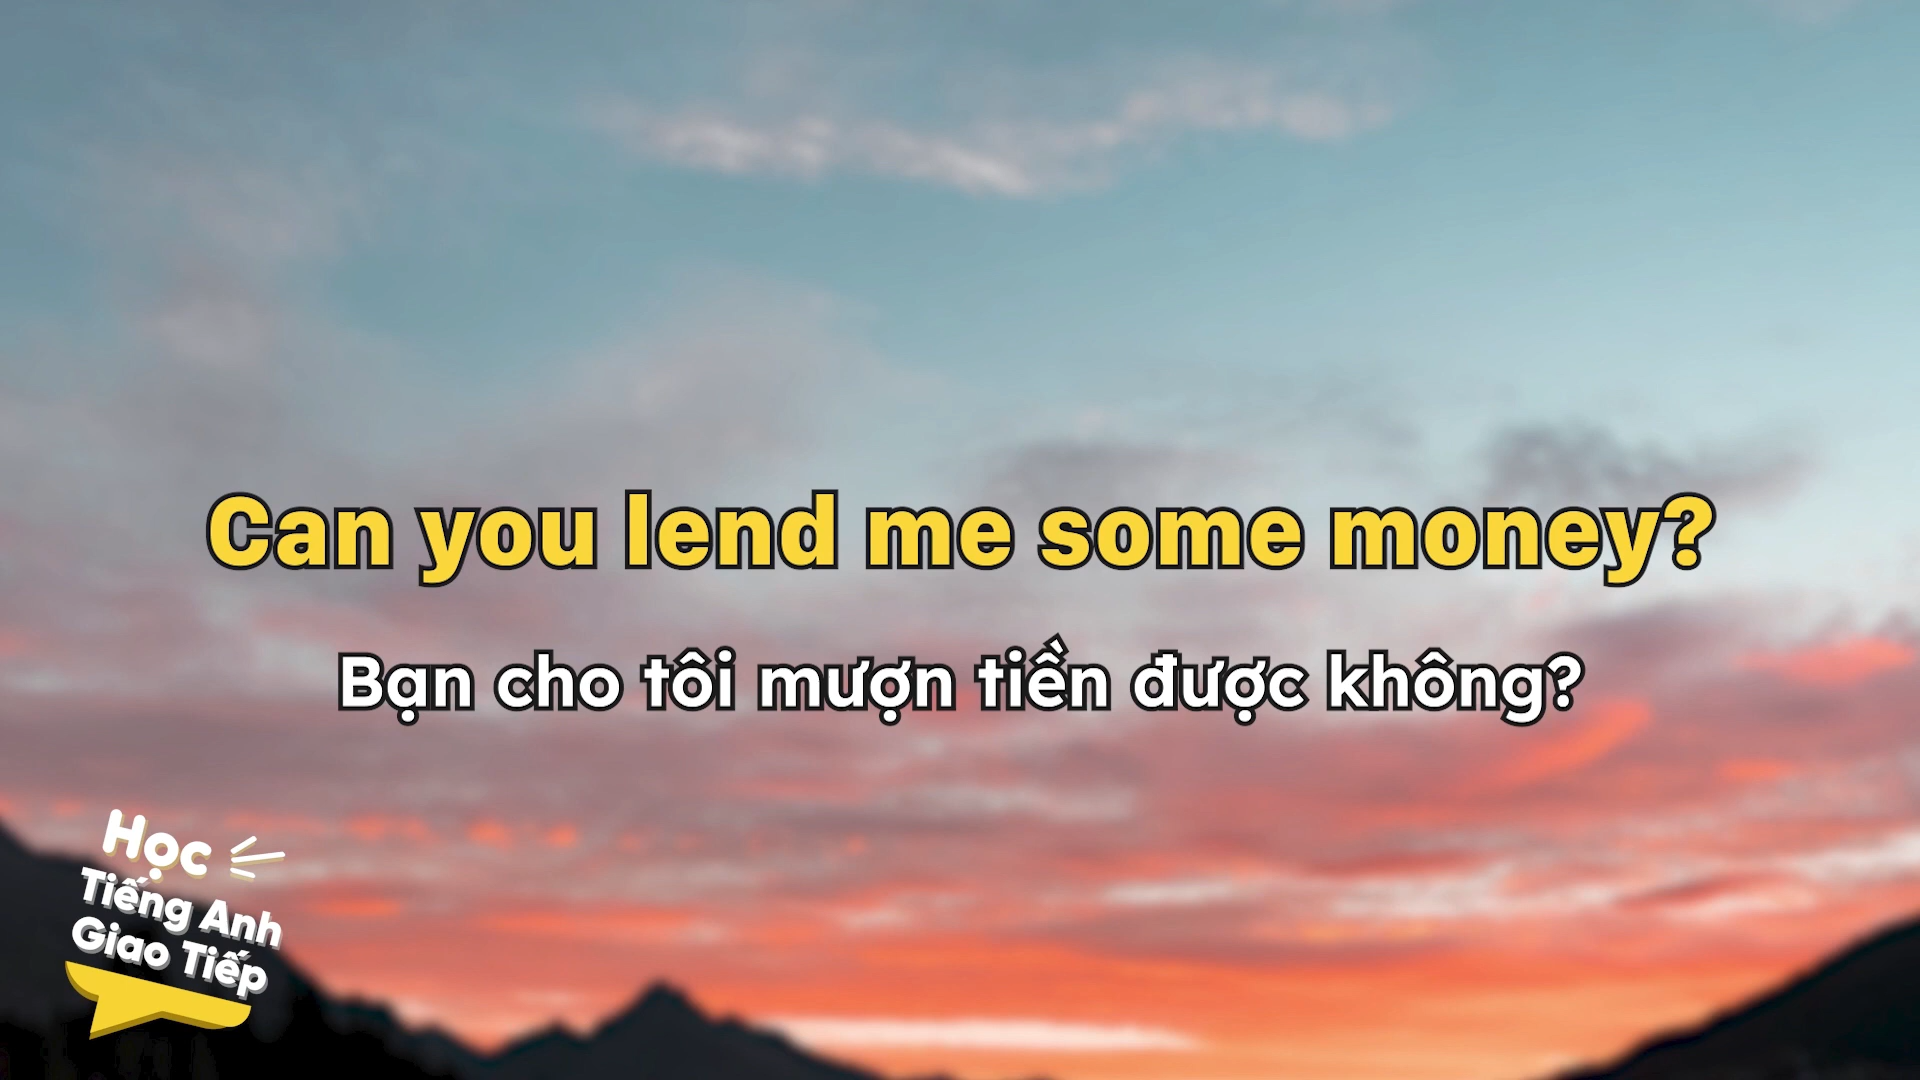 Can you lend me some money?
Bạn cho tôi mượn tiền được không?
Học
Tiếng Anh
Giao Tiếp